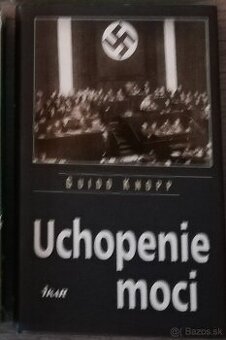 GUIDO KNOPP
Uchopenie
moci
IKAR
Bazos.sk